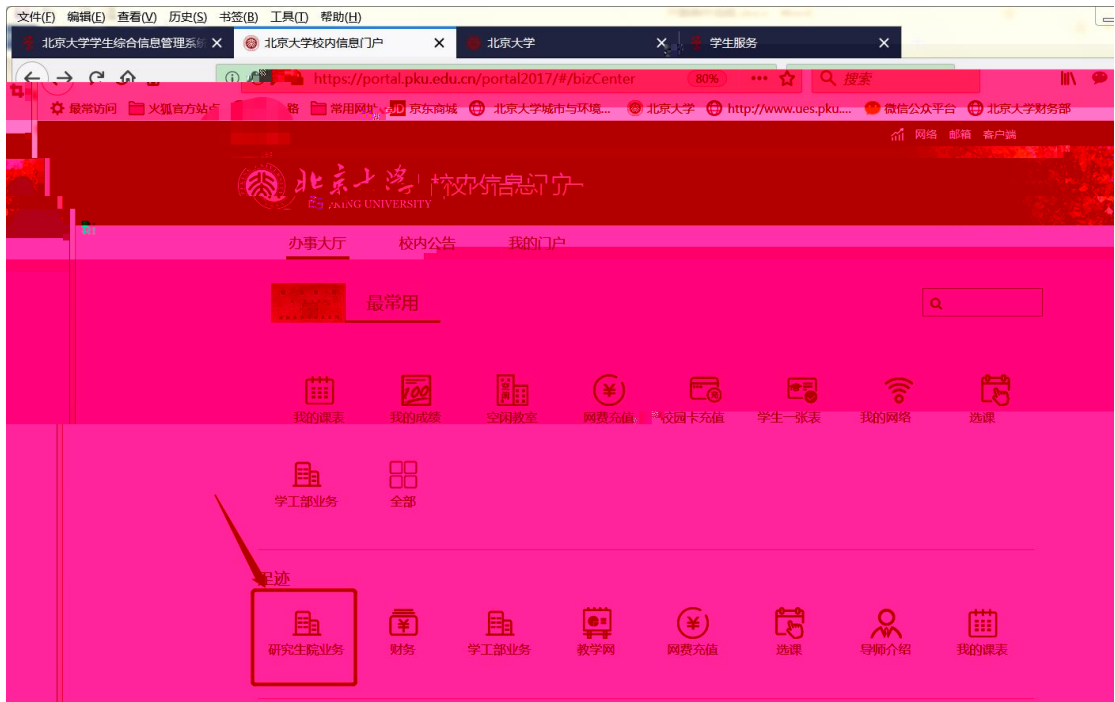 文件(F) 编辑(E) 查看(V) 历史(S) 书签(B) 工具(T) 帮助(H)
北京大学学生综合信息管理系统 北京大学校内信息门户 北京大学 学生服务
https://portal.pku.edu.cn/portal2017/#/bizCenter 80% 搜索
最常访问 火狐官方站点 常用网址 JD 京东商城 北京大学城市与环境... 北京大学 http://www.ues.pku.... 微信公众平台 北京大学财务部
网络 邮箱 客户端
北京大学 校内信息门户
UNIVERSITY
办事大厅 校内公告 我的门户
最常用
我的课表 我的成绩 空闲教室 网费充值 校园卡充值 学生一张表 我的网络 选课
学工部业务 全部
足迹
研究生院业务 财务 学工部业务 教学网 网费充值 选课 导师介绍 我的课表